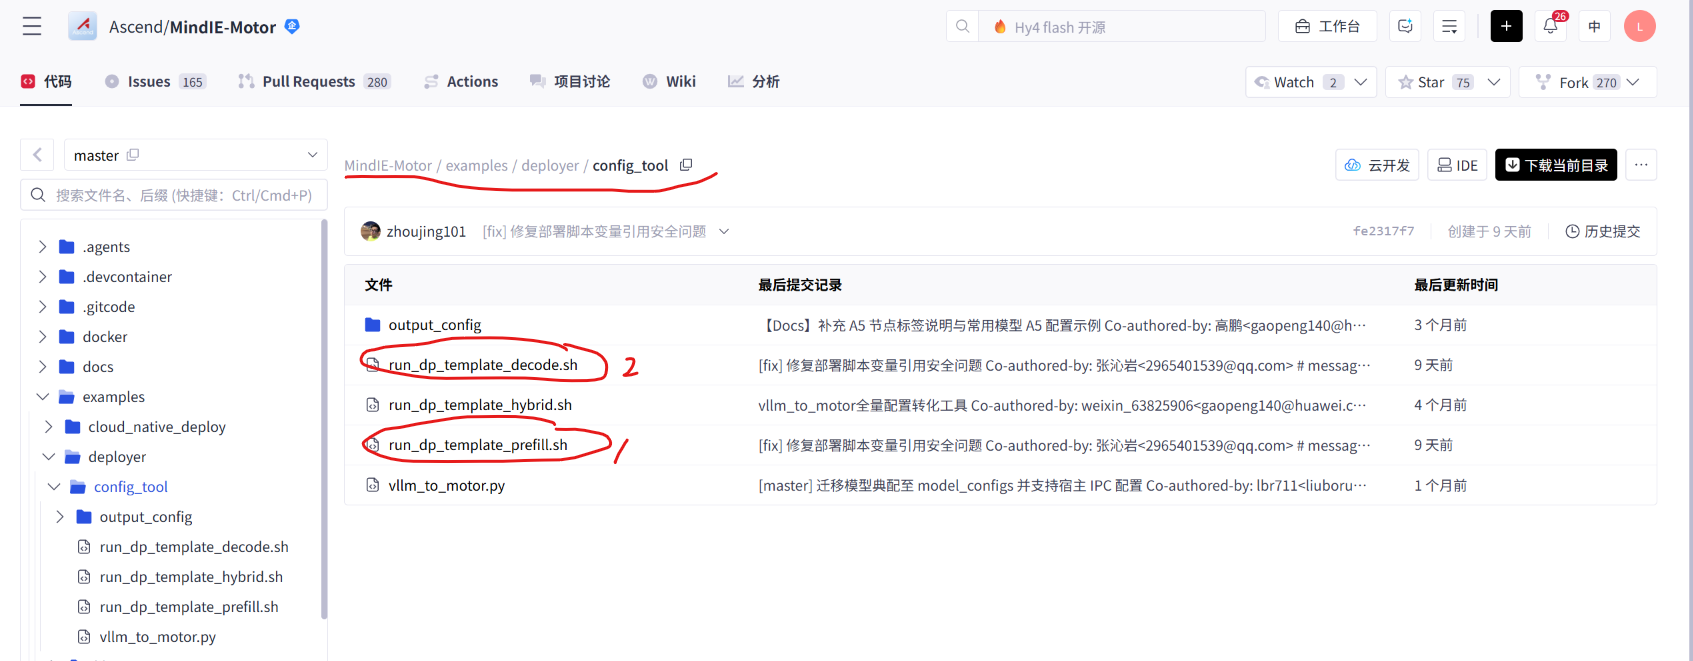 Ascend/MindIE-Motor
Hy4 flash 开源
工作台
26
中
L
代码
Issues 165
Pull Requests 280
Actions
项目讨论
Wiki
分析
Watch 2
Star 75
Fork 270
master
搜索文件名、后缀 (快捷键：Ctrl/Cmd+P)
.agents
.devcontainer
.gitcode
docker
docs
examples
cloud_native_deploy
deployer
config_tool
output_config
run_dp_template_decode.sh
run_dp_template_hybrid.sh
run_dp_template_prefill.sh
vllm_to_motor.py
MindIE-Motor / examples / deployer / config_tool
云开发
IDE
下载当前目录
zhoujing101 [fix] 修复部署脚本变量引用安全问题
fe2317f7 创建于 9 天前 历史提交
文件 最后提交记录 最后更新时间
output_config 【Docs】补充 A5 节点标签说明与常用模型 A5 配置示例 Co-authored-by: 高鹏<gaopeng140@h··· 3 个月前
run_dp_template_decode.sh 2 [fix] 修复部署脚本变量引用安全问题 Co-authored-by: 张沁岩<2965401539@qq.com> # messag··· 9 天前
run_dp_template_hybrid.sh vllm_to_motor全量配置转化工具 Co-authored-by: weixin_63825906<gaopeng140@huawei.c··· 4 个月前
run_dp_template_prefill.sh 1 [fix] 修复部署脚本变量引用安全问题 Co-authored-by: 张沁岩<2965401539@qq.com> # messag··· 9 天前
vllm_to_motor.py [master] 迁移模型典配至 model_configs 并支持宿主 IPC 配置 Co-authored-by: lbr711<liuboru··· 1 个月前